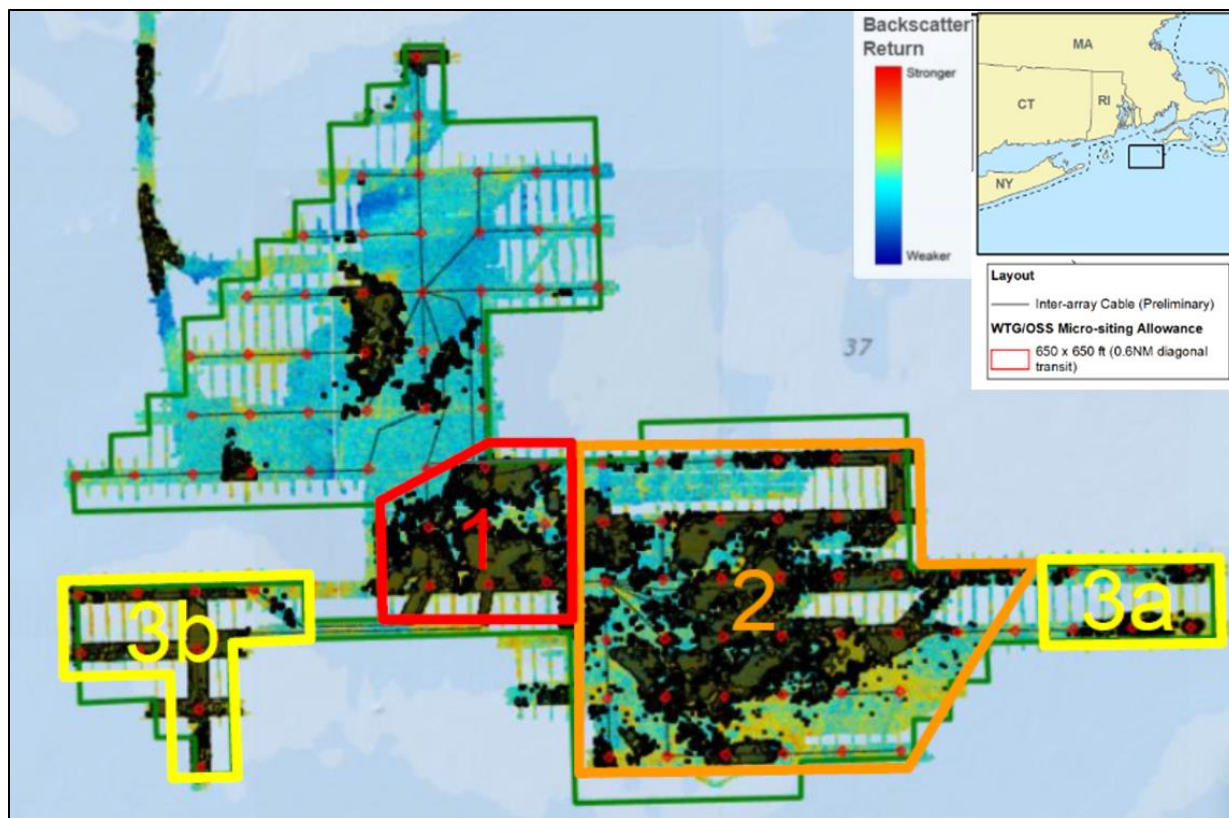 Backscatter
Return
Stronger
Weaker
MA
CT
RI
NY
Layout
Inter-array Cable (Preliminary)
WTG/OSS Micro-siting Allowance
650 x 650 ft (0.6NM diagonal
transit)
37
1
2
3a
3b